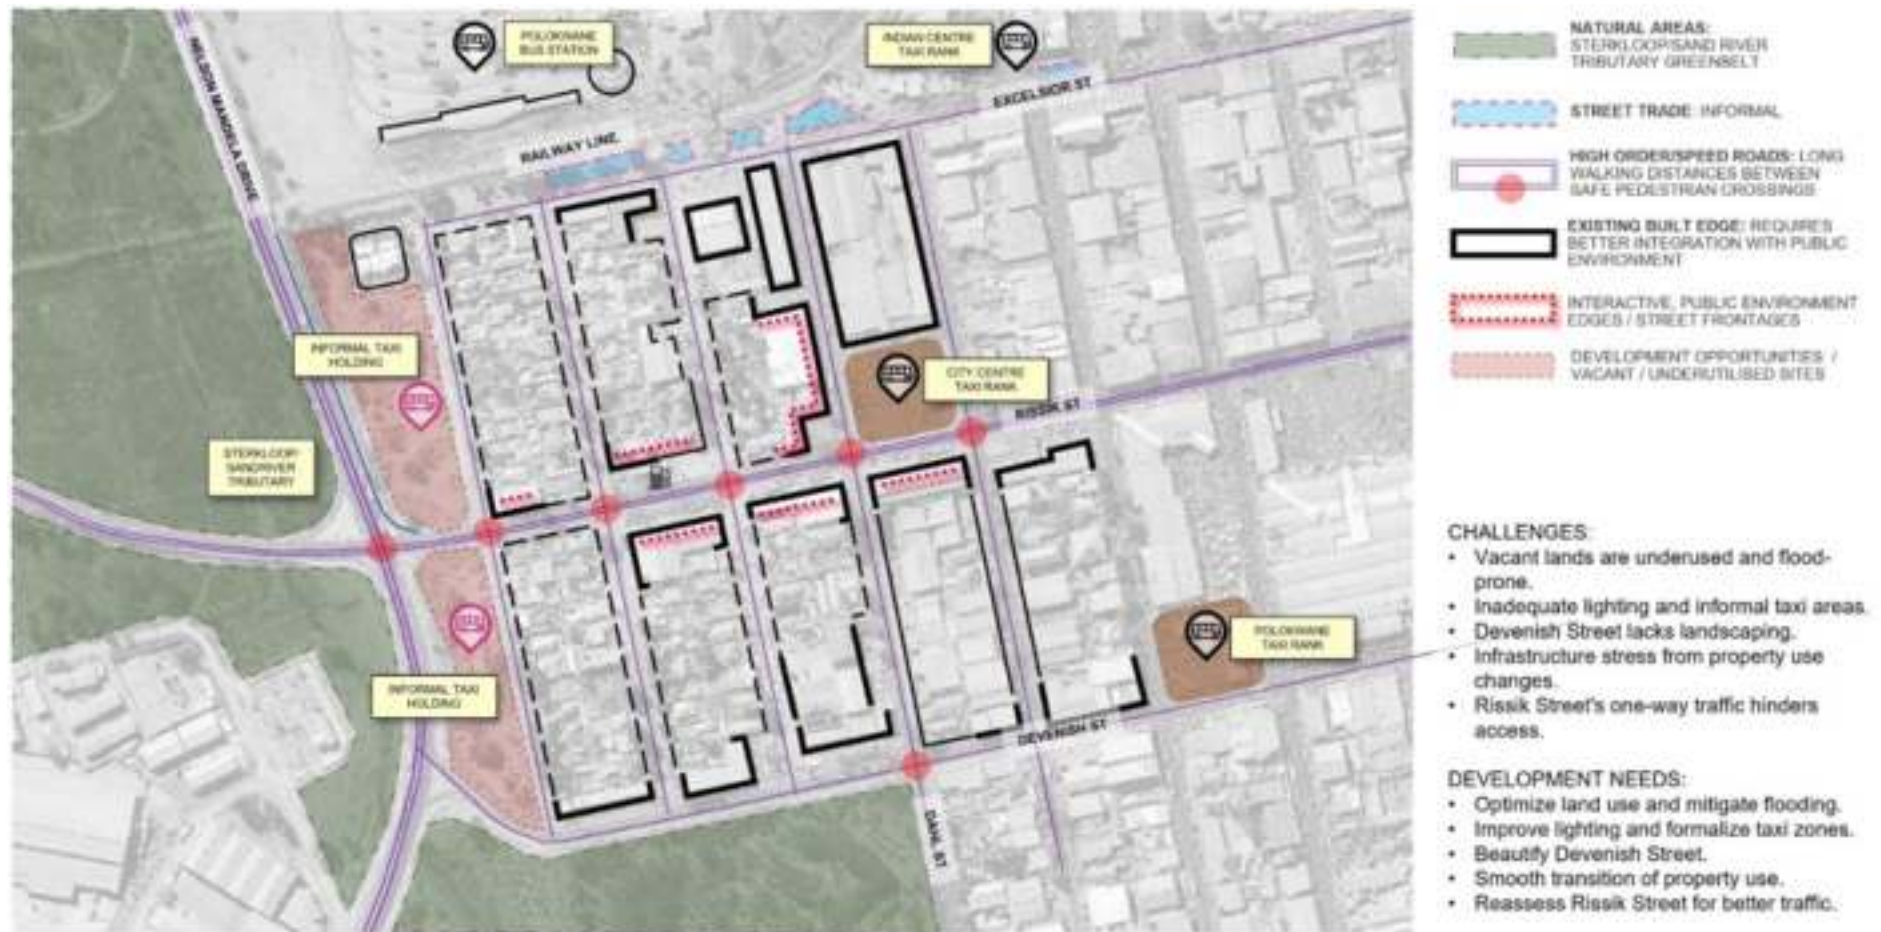 POLOKWANE
BUS STATION
INDIAN CENTRE
TAXI RANK
NELSON MANDELA DRIVE
RAILWAY LINE
EXCELSIOR ST
INFORMAL TAXI
HOLDING
CITY CENTRE
TAXI RANK
RISSIK ST
STERKLOOP/
SANDRIVER
TRIBUTARY
POLOKWANE
TAXI RANK
INFORMAL TAXI
HOLDING
DEVENISH ST
DAHL ST
NATURAL AREAS:
STERKLOOP/SAND RIVER
TRIBUTARY GREENBELT
STREET TRADE: INFORMAL
HIGH ORDER/SPEED ROADS: LONG
WALKING DISTANCES BETWEEN
SAFE PEDESTRIAN CROSSINGS
EXISTING BUILT EDGE: REQUIRES
BETTER INTEGRATION WITH PUBLIC
ENVIRONMENT
INTERACTIVE, PUBLIC ENVIRONMENT
EDGES / STREET FRONTAGES
DEVELOPMENT OPPORTUNITIES /
VACANT / UNDERUTILISED SITES
CHALLENGES:
• Vacant lands are underused and flood-
prone.
• Inadequate lighting and informal taxi areas.
• Devenish Street lacks landscaping.
• Infrastructure stress from property use
changes.
• Rissik Street's one-way traffic hinders
access.
DEVELOPMENT NEEDS:
• Optimize land use and mitigate flooding.
• Improve lighting and formalize taxi zones.
• Beautify Devenish Street.
• Smooth transition of property use.
• Reassess Rissik Street for better traffic.